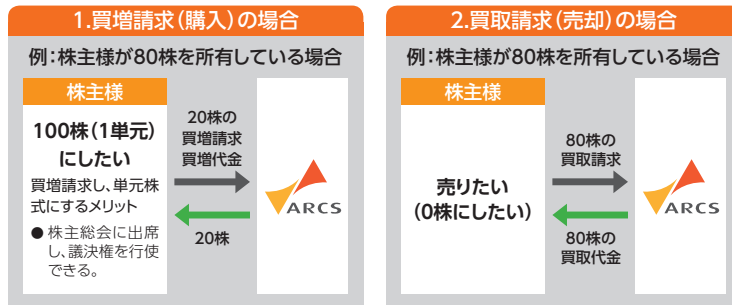 1.買増請求(購入)の場合
例:株主様が80株を所有している場合
株主様
100株(1単元)
にしたい
買増請求し、単元株
式にするメリット
●株主総会に出席
し、議決権を行使
できる。
20株の
買増請求
買増代金
20株
ARCS
2.買取請求(売却)の場合
例:株主様が80株を所有している場合
株主様
売りたい
(0株にしたい)
80株の
買取請求
80株の
買取代金
ARCS